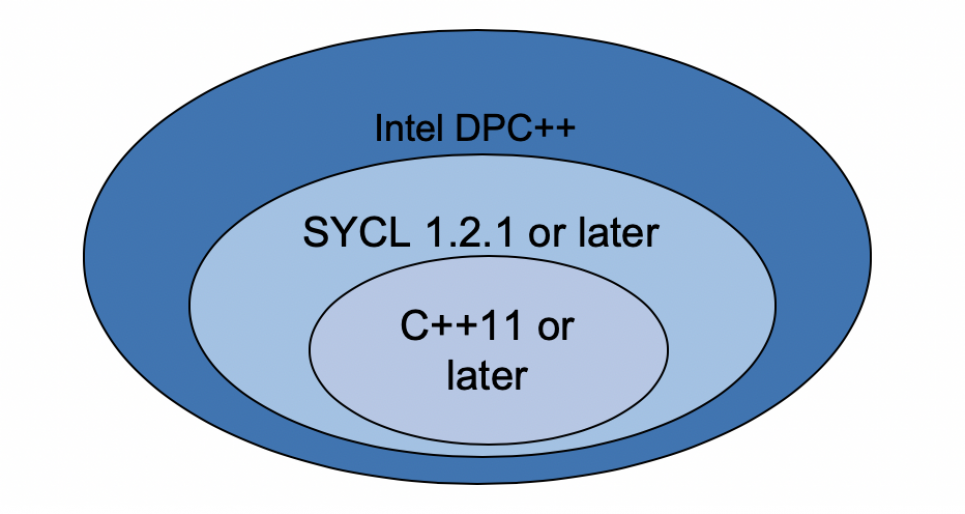 Intel DPC++
SYCL 1.2.1 or later
C++11 or
later